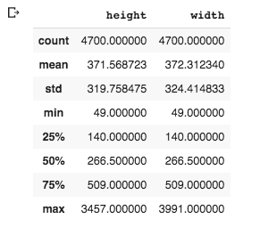 height width
count 4700.000000 4700.000000
mean 371.568723 372.312340
std 319.758475 324.414833
min 49.000000 49.000000
25% 140.000000 140.000000
50% 266.500000 266.500000
75% 509.000000 509.000000
max 3457.000000 3991.000000